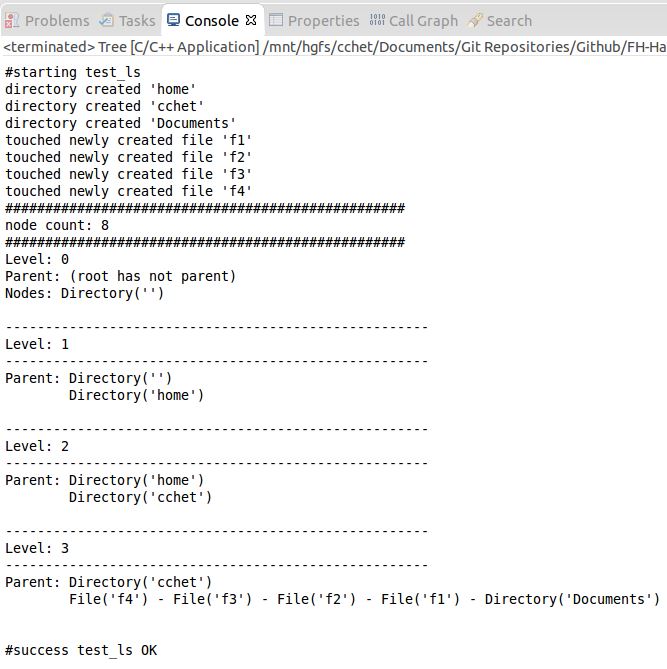 Problems Tasks Console Properties Call Graph Search
<terminated> Tree [C/C++ Application] /mnt/hgfs/cchet/Documents/Git Repositories/Github/FH-Ha
#starting test_ls
directory created 'home'
directory created 'cchet'
directory created 'Documents'
touched newly created file 'f1'
touched newly created file 'f2'
touched newly created file 'f3'
touched newly created file 'f4'
##################################################
node count: 8
##################################################
Level: 0
Parent: (root has not parent)
Nodes: Directory('')
-----------------------------------------------------
Level: 1
-----------------------------------------------------
Parent: Directory('')
Directory('home')
-----------------------------------------------------
Level: 2
-----------------------------------------------------
Parent: Directory('home')
Directory('cchet')
-----------------------------------------------------
Level: 3
-----------------------------------------------------
Parent: Directory('cchet')
File('f4') - File('f3') - File('f2') - File('f1') - Directory('Documents')
#success test_ls OK